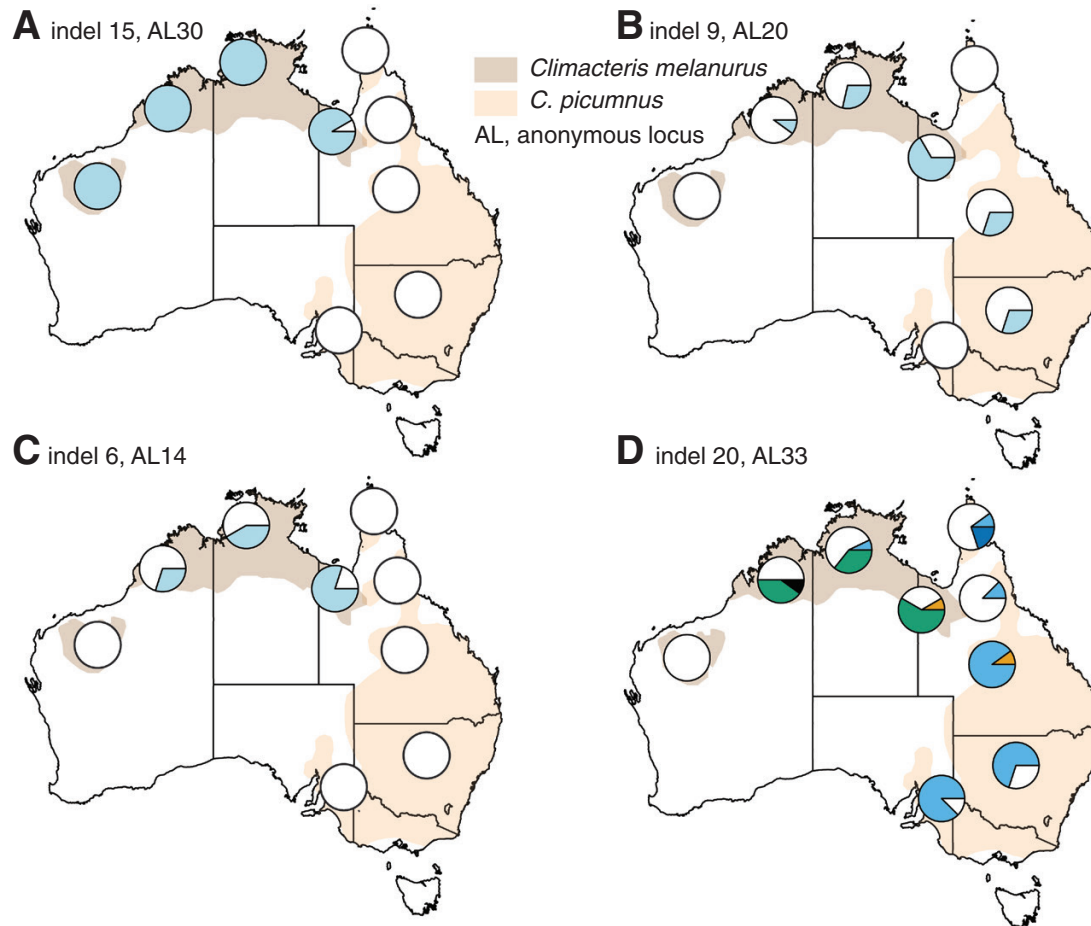 A indel 15, AL30
B indel 9, AL20
Climacteris melanurus
C. picumnus
AL, anonymous locus
C indel 6, AL14
D indel 20, AL33